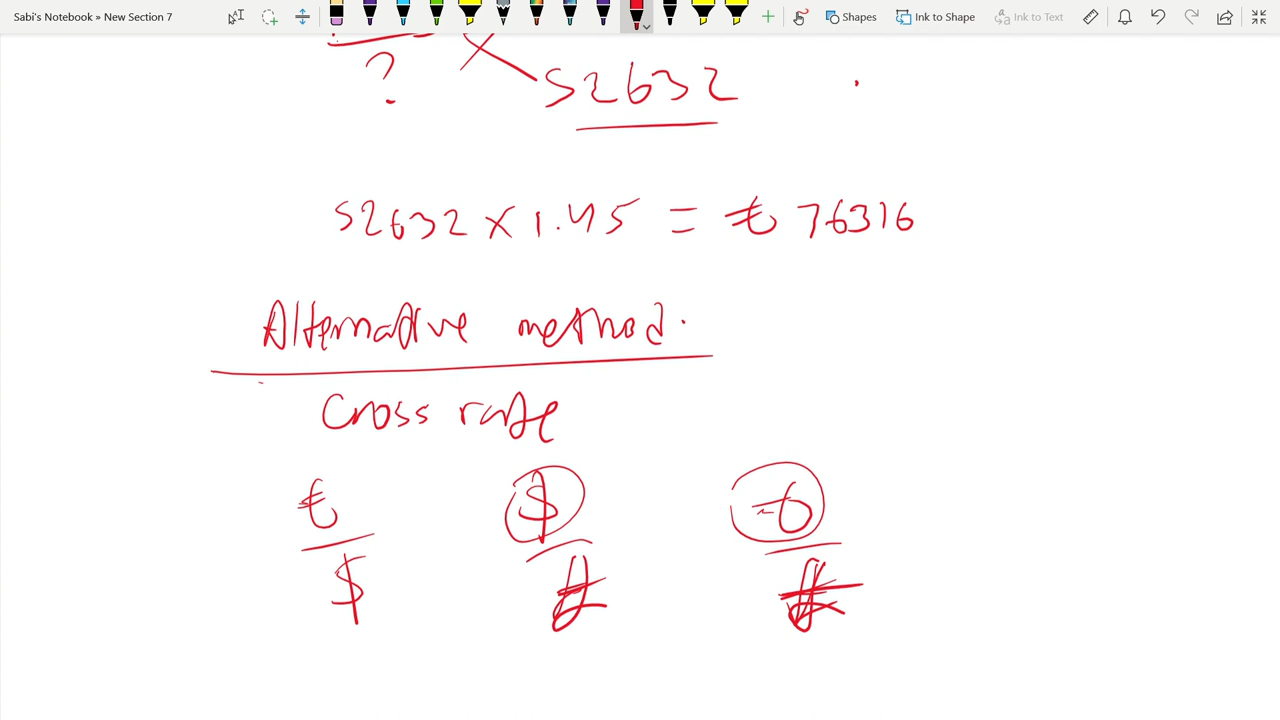 Sabi's Notebook » New Section 7
Shapes Ink to Shape Ink to Text
?
52632
52632 × 1.45 = € 76316
Alternative method.
Cross rate
€ $ €
$ £ £